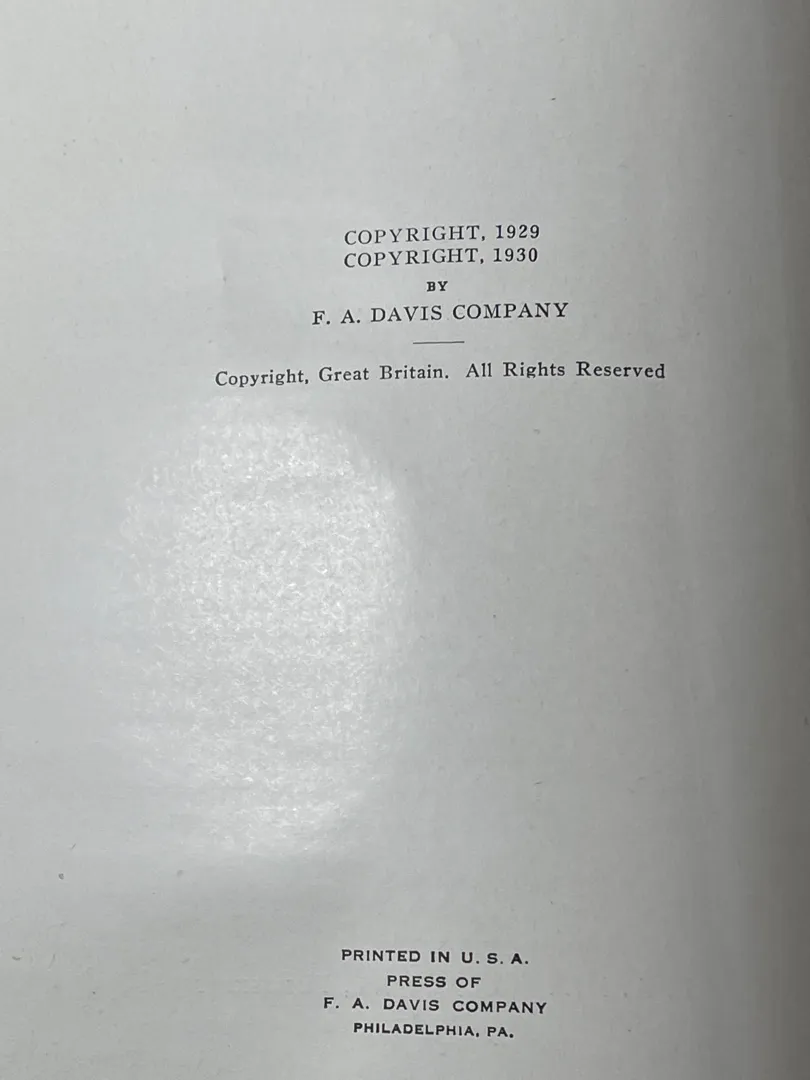 COPYRIGHT, 1929
COPYRIGHT, 1930
BY
F. A. DAVIS COMPANY
Copyright, Great Britain. All Rights Reserved
PRINTED IN U. S. A.
PRESS OF
F. A. DAVIS COMPANY
PHILADELPHIA, PA.